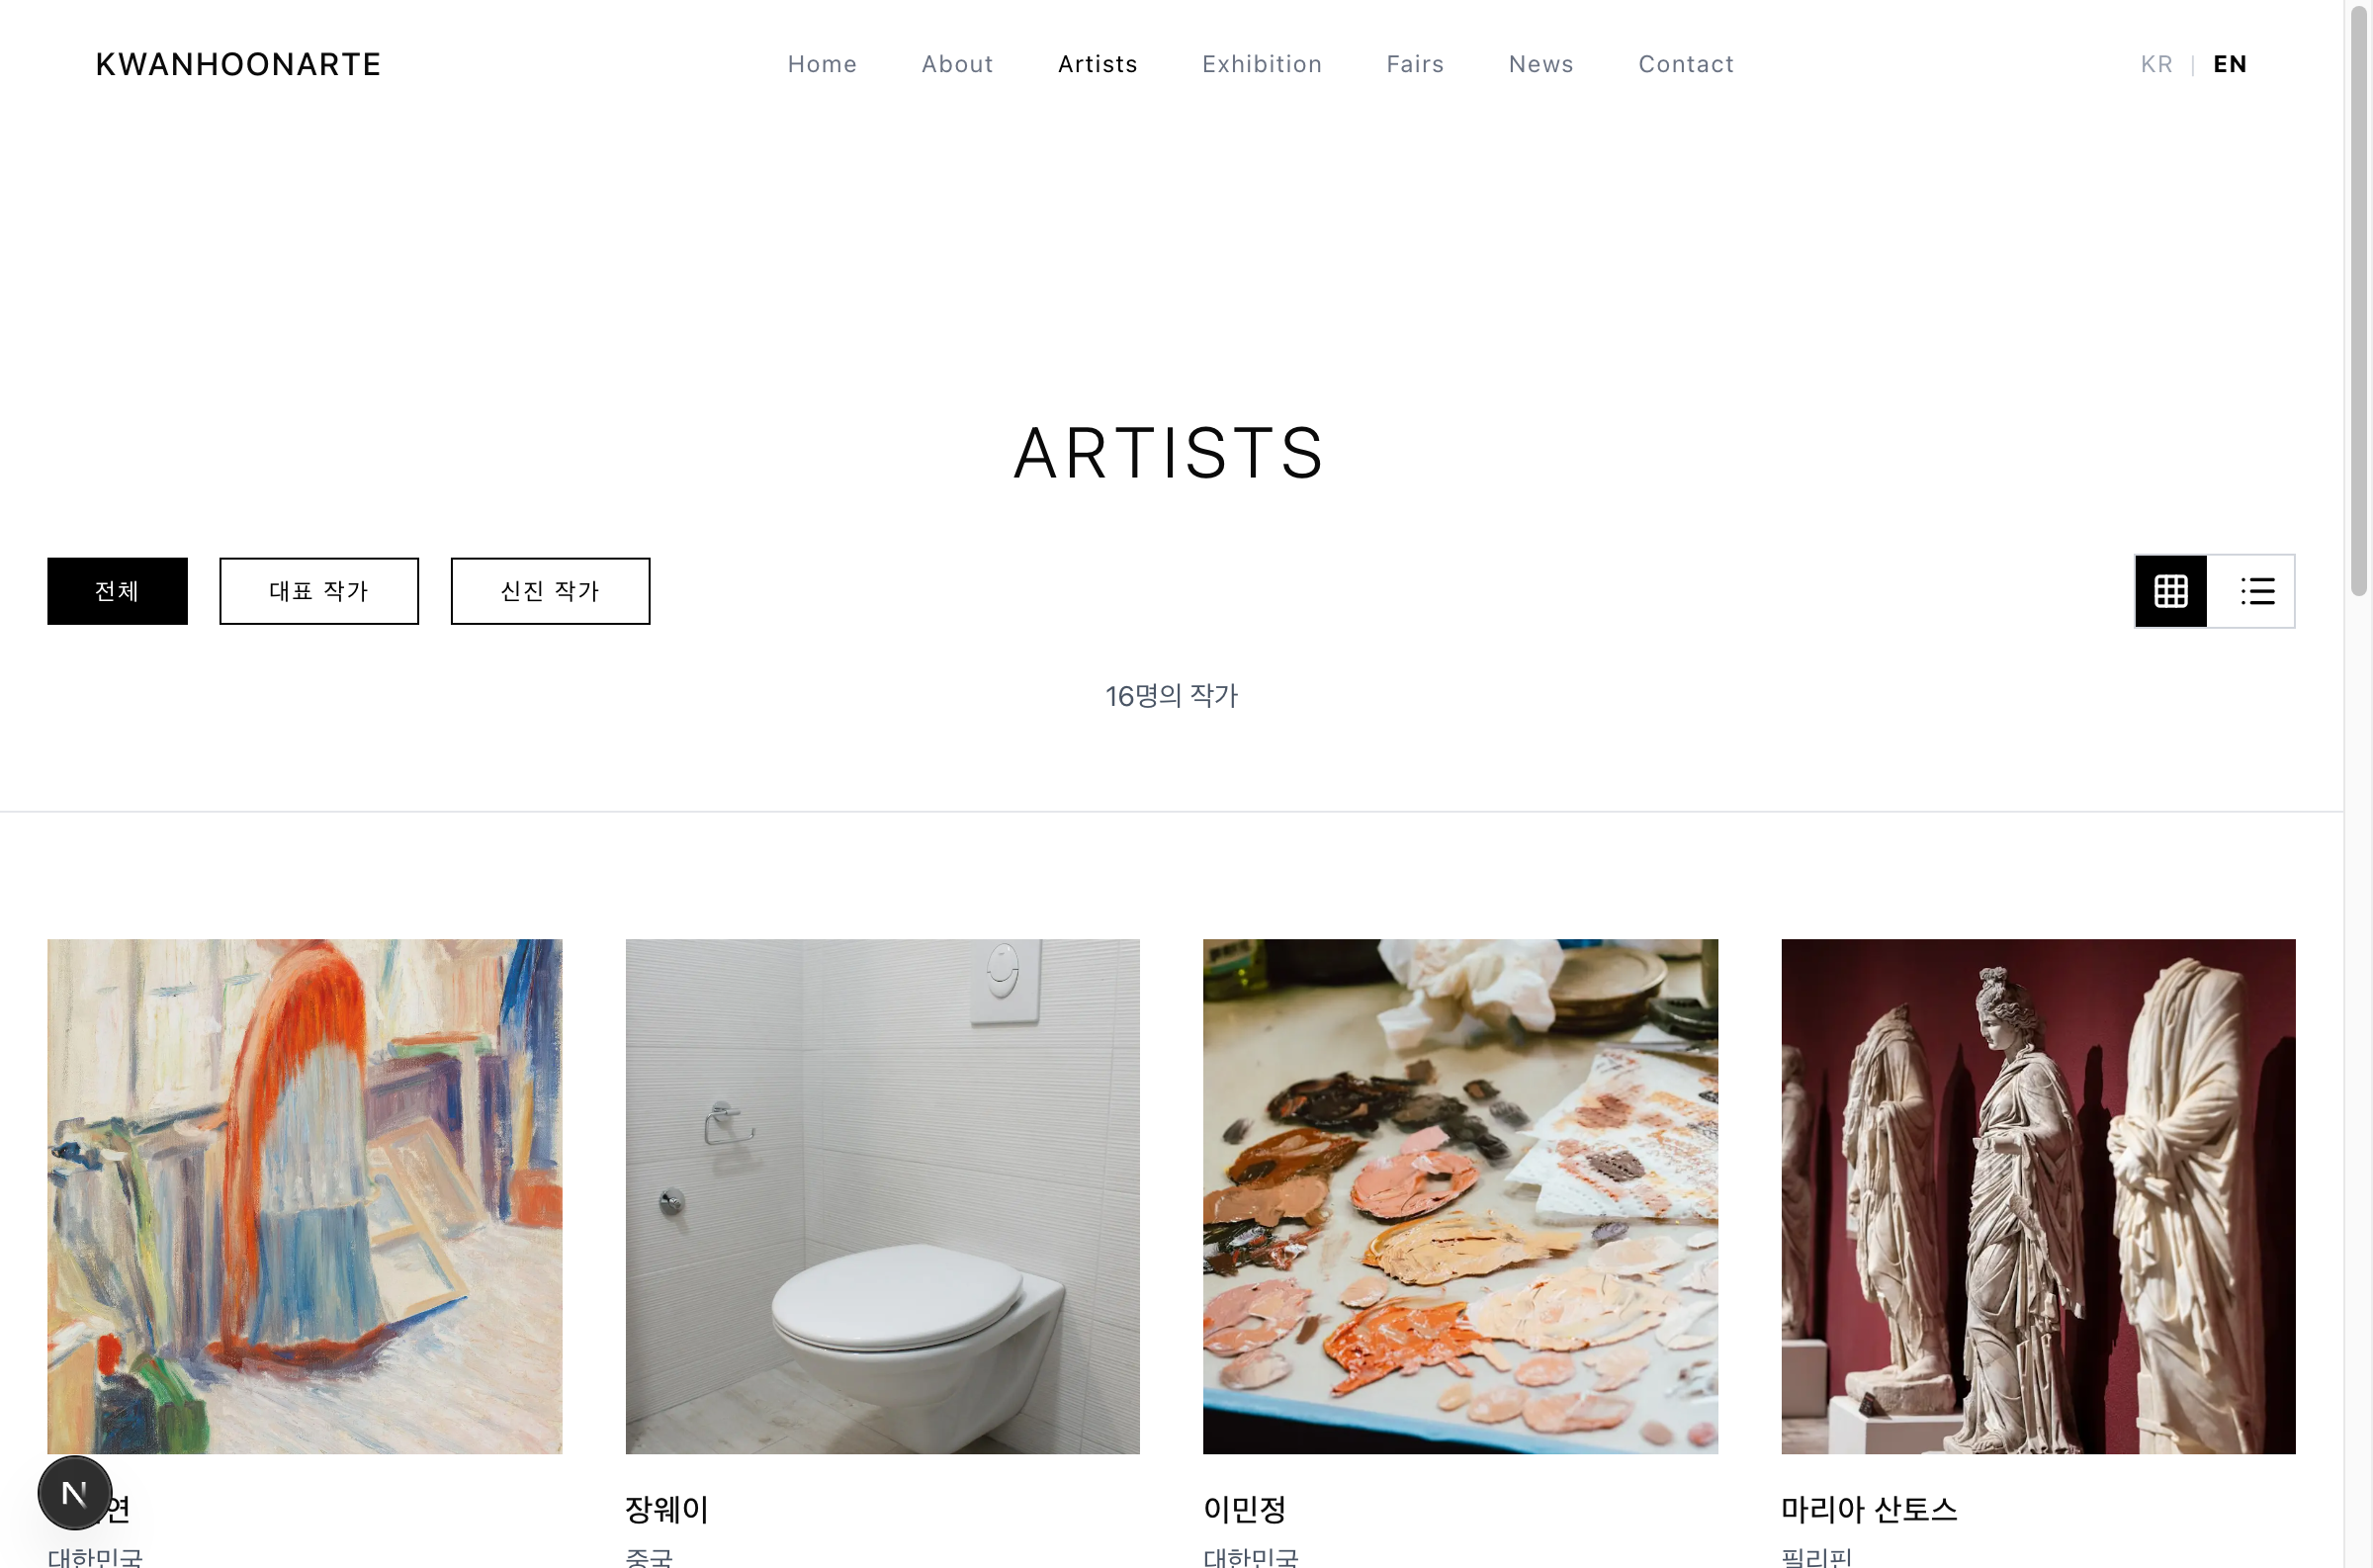 KWANHOONARTE
Home About Artists Exhibition Fairs News Contact
KR | EN
ARTISTS
전체 대표 작가 신진 작가
16명의 작가
N
장웨이 이민정 마리아 산토스
대한민국 중국 대한민국 필리핀